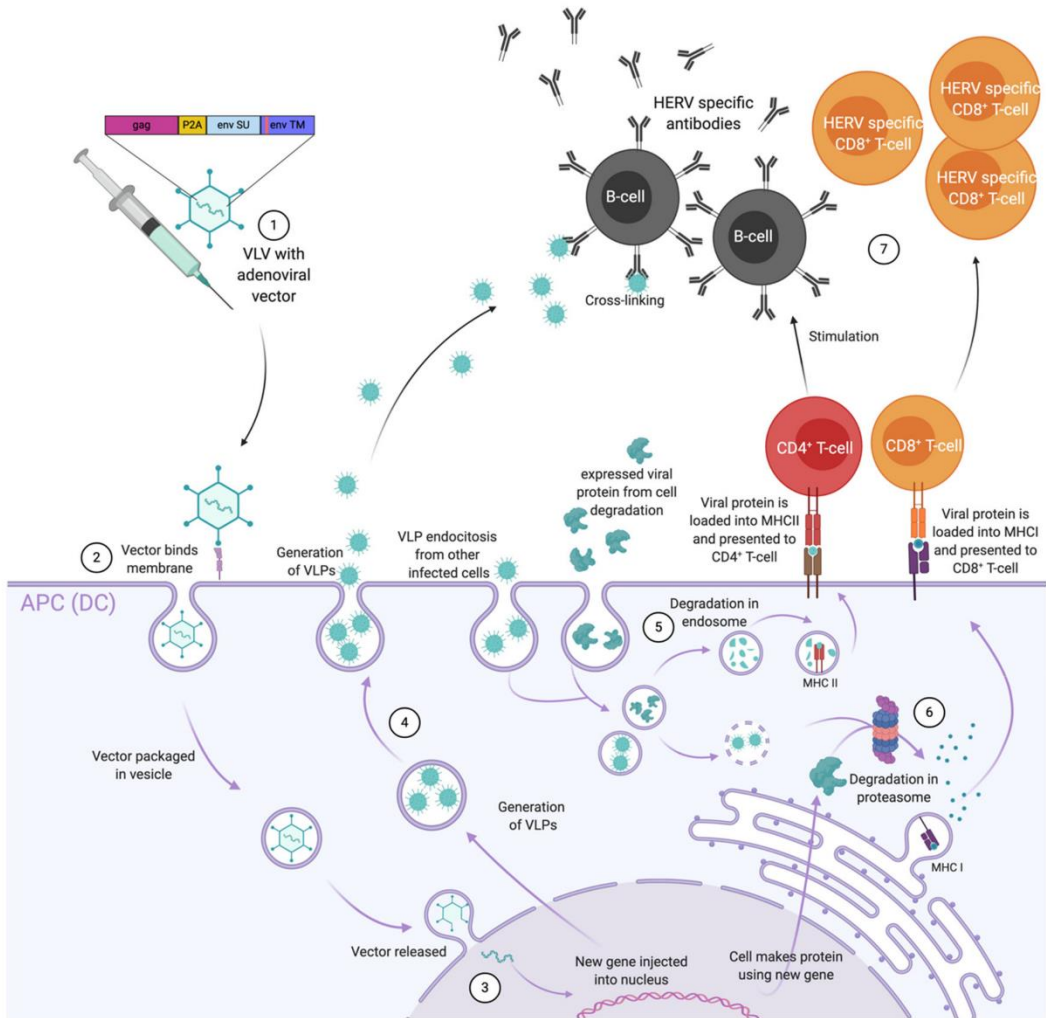 gag P2A env SU env TM
1
VLV with
adenoviral
vector
HERV specific
antibodies
B-cell
B-cell
Cross-linking
HERV specific
CD8⁺ T-cell
HERV specific
CD8⁺ T-cell
HERV specific
CD8⁺ T-cell
7
Stimulation
CD4⁺ T-cell
CD8⁺ T-cell
Viral protein is
loaded into MHCII
and presented to
CD4⁺ T-cell
Viral protein is
loaded into MHCI
and presented to
CD8⁺ T-cell
2
Vector binds
membrane
Generation
of VLPs
VLP endocitosis
from other
infected cells
expressed viral
protein from cell
degradation
APC (DC)
5
Degradation in
endosome
MHC II
4
6
Vector packaged
in vesicle
Generation
of VLPs
Degradation in
proteasome
MHC I
Vector released
3
New gene injected
into nucleus
Cell makes protein
using new gene